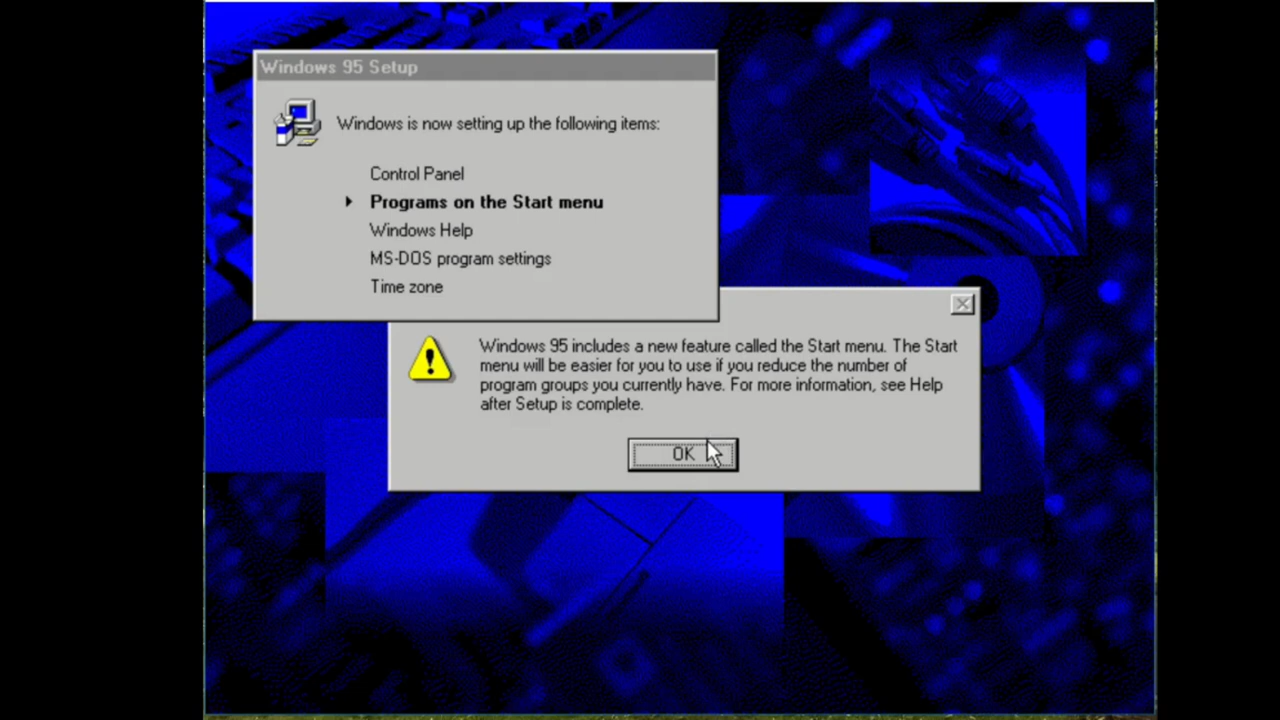 Windows 95 Setup
Windows is now setting up the following items:
Control Panel
Programs on the Start menu
Windows Help
MS-DOS program settings
Time zone
Windows 95 includes a new feature called the Start menu. The Start
menu will be easier for you to use if you reduce the number of
program groups you currently have. For more information, see Help
after Setup is complete.
OK